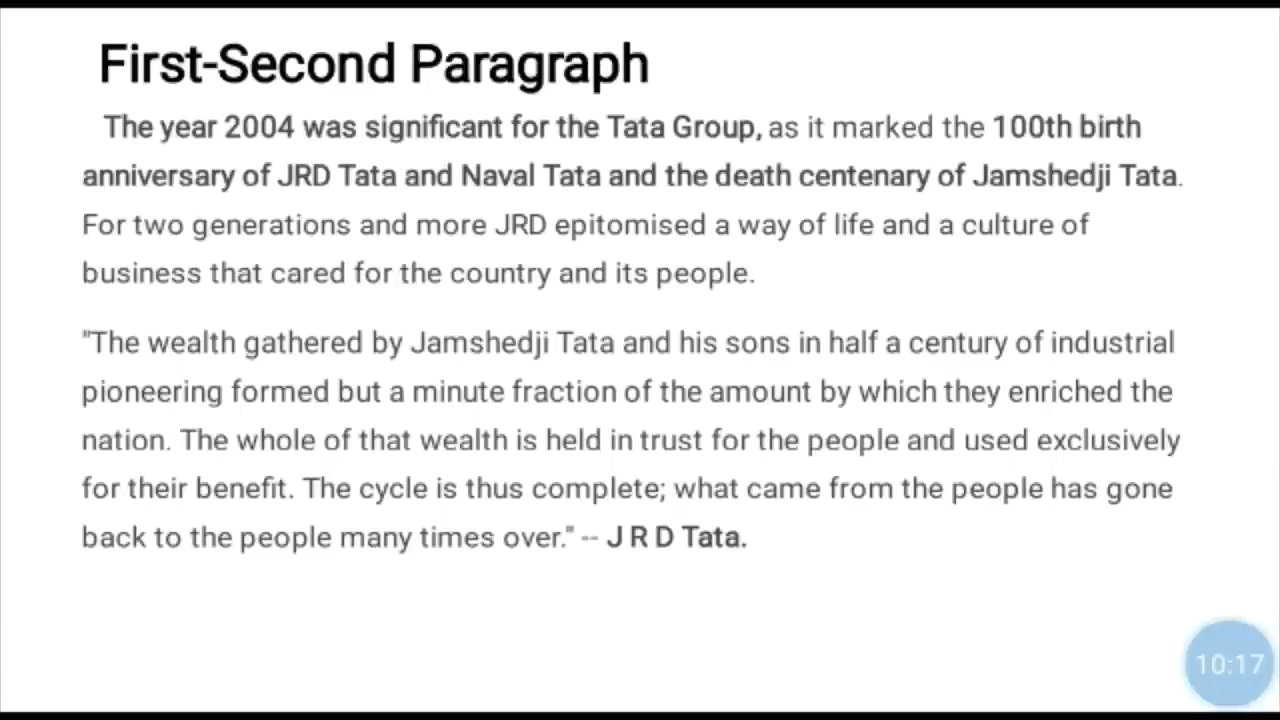 First-Second Paragraph
The year 2004 was significant for the Tata Group, as it marked the 100th birth
anniversary of JRD Tata and Naval Tata and the death centenary of Jamshedji Tata.
For two generations and more JRD epitomised a way of life and a culture of
business that cared for the country and its people.
"The wealth gathered by Jamshedji Tata and his sons in half a century of industrial
pioneering formed but a minute fraction of the amount by which they enriched the
nation. The whole of that wealth is held in trust for the people and used exclusively
for their benefit. The cycle is thus complete; what came from the people has gone
back to the people many times over." -- J R D Tata.
10:17